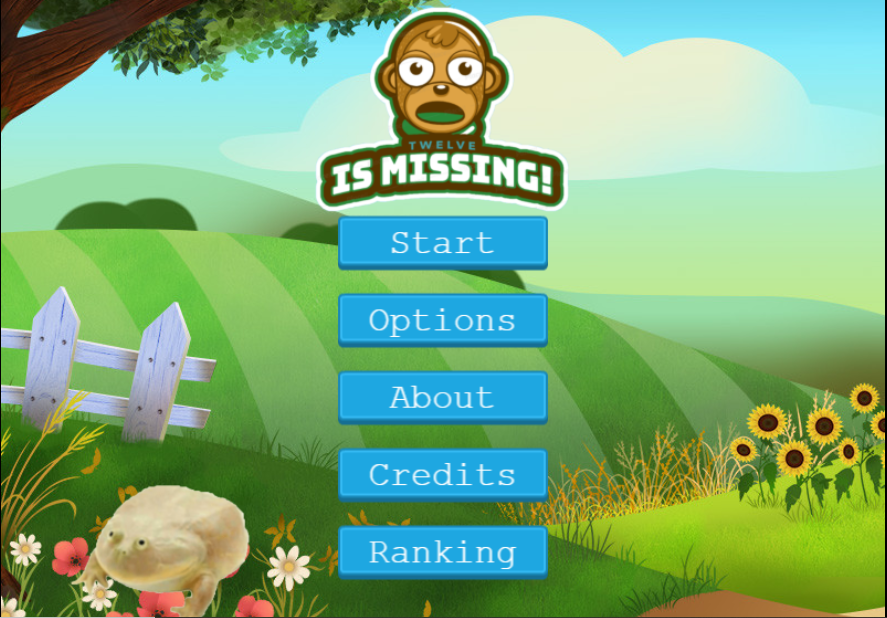 TWELVE
IS MISSING!
Start
Options
About
Credits
Ranking